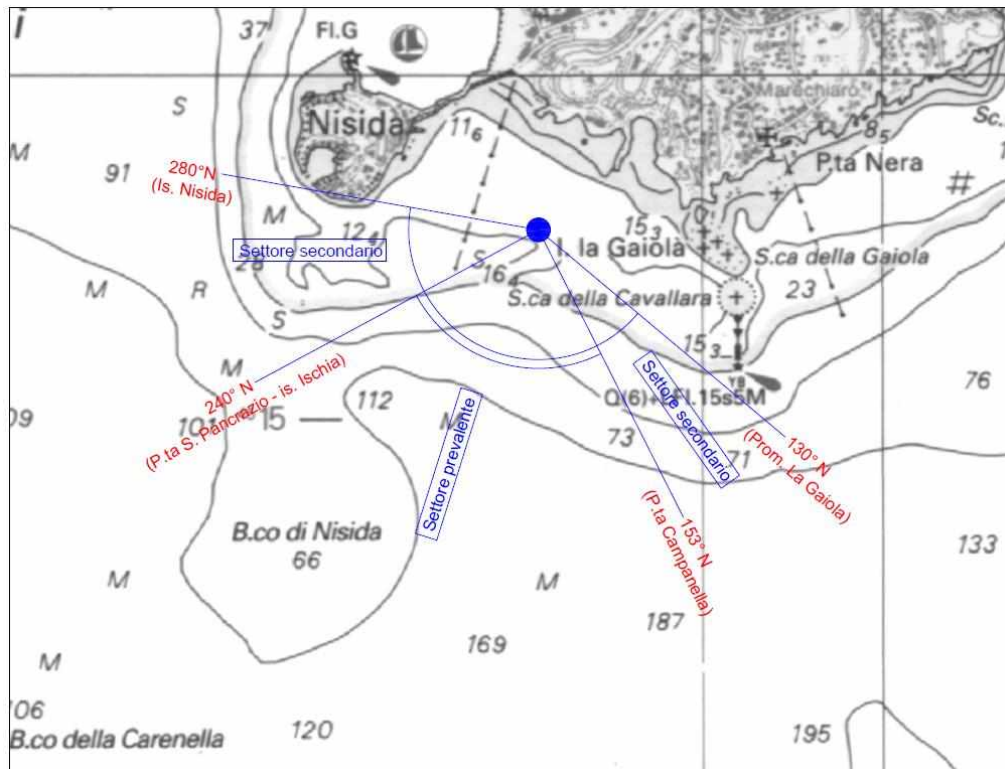 i
37
Fl.G
S
Nisida
11₆
Marechiaro
8₅
Sc.
M
91
P.ta Nera
#
280°N
(Is. Nisida)
M
12₄
15₃
I. la Gaiola
Settore secondario
28
S
16₄
S.ca della Gaiola
M
R
S.ca della Cavallara
23
S
15₃
M
YB
240° N
(P.ta S. Pancrazio - is. Ischia)
112
Settore secondario
76
09
101
15
M
Q(6)+LFl.15s5M
73
71
130° N
(Prom. La Gaiola)
Settore prevalente
153° N
(P.ta Campanella)
B.co di Nisida
66
133
M
M
187
169
M
06
120
195
B.co della Carenella